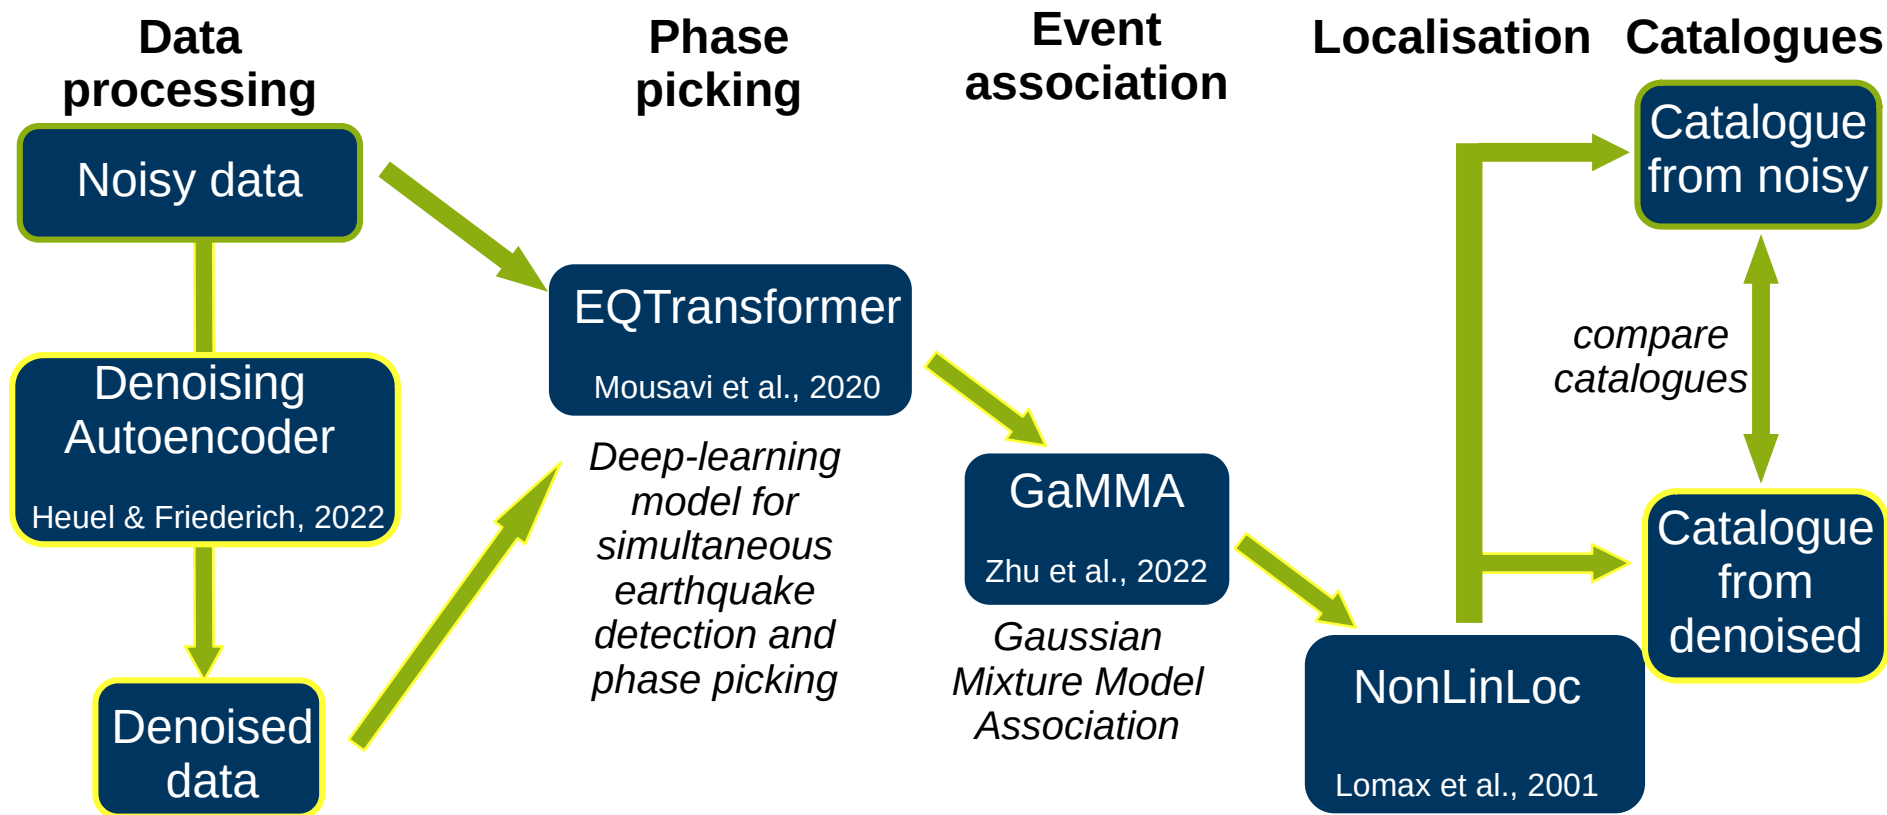 Data
processing
Phase
picking
Event
association
Localisation
Catalogues
Noisy data
Denoising
Autoencoder
Heuel & Friederich, 2022
Denoised
data
EQTransformer
Mousavi et al., 2020
Deep-learning
model for
simultaneous
earthquake
detection and
phase picking
GaMMA
Zhu et al., 2022
Gaussian
Mixture Model
Association
NonLinLoc
Lomax et al., 2001
Catalogue
from noisy
compare
catalogues
Catalogue
from
denoised